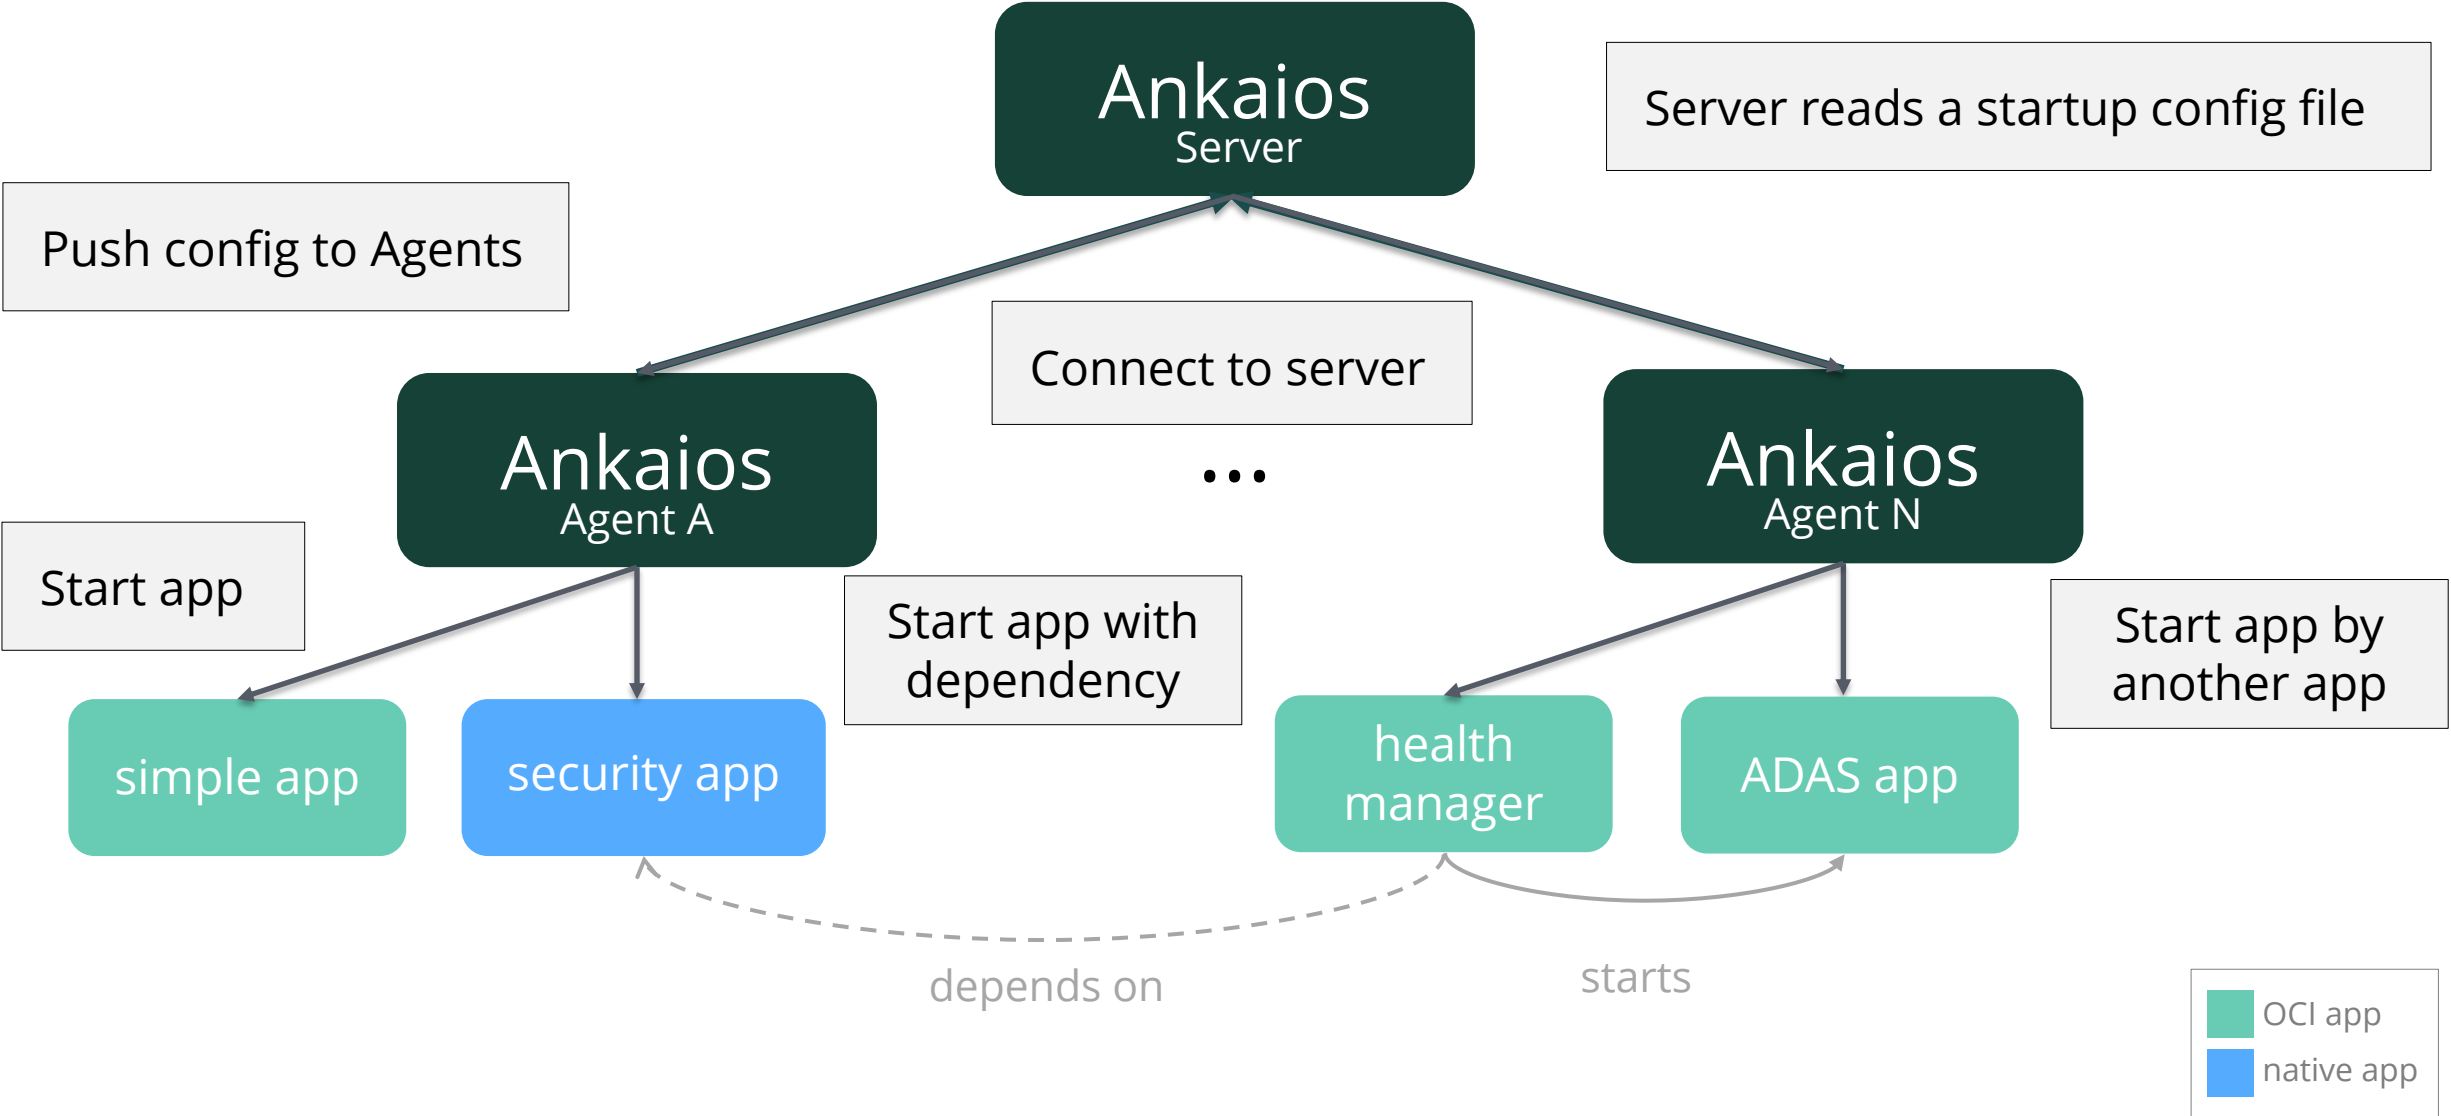 Ankaios
Server
Server reads a startup config file
Push config to Agents
Connect to server
Ankaios
Agent A
...
Ankaios
Agent N
Start app
Start app with
dependency
Start app by
another app
simple app
security app
health
manager
ADAS app
depends on
starts
OCI app
native app